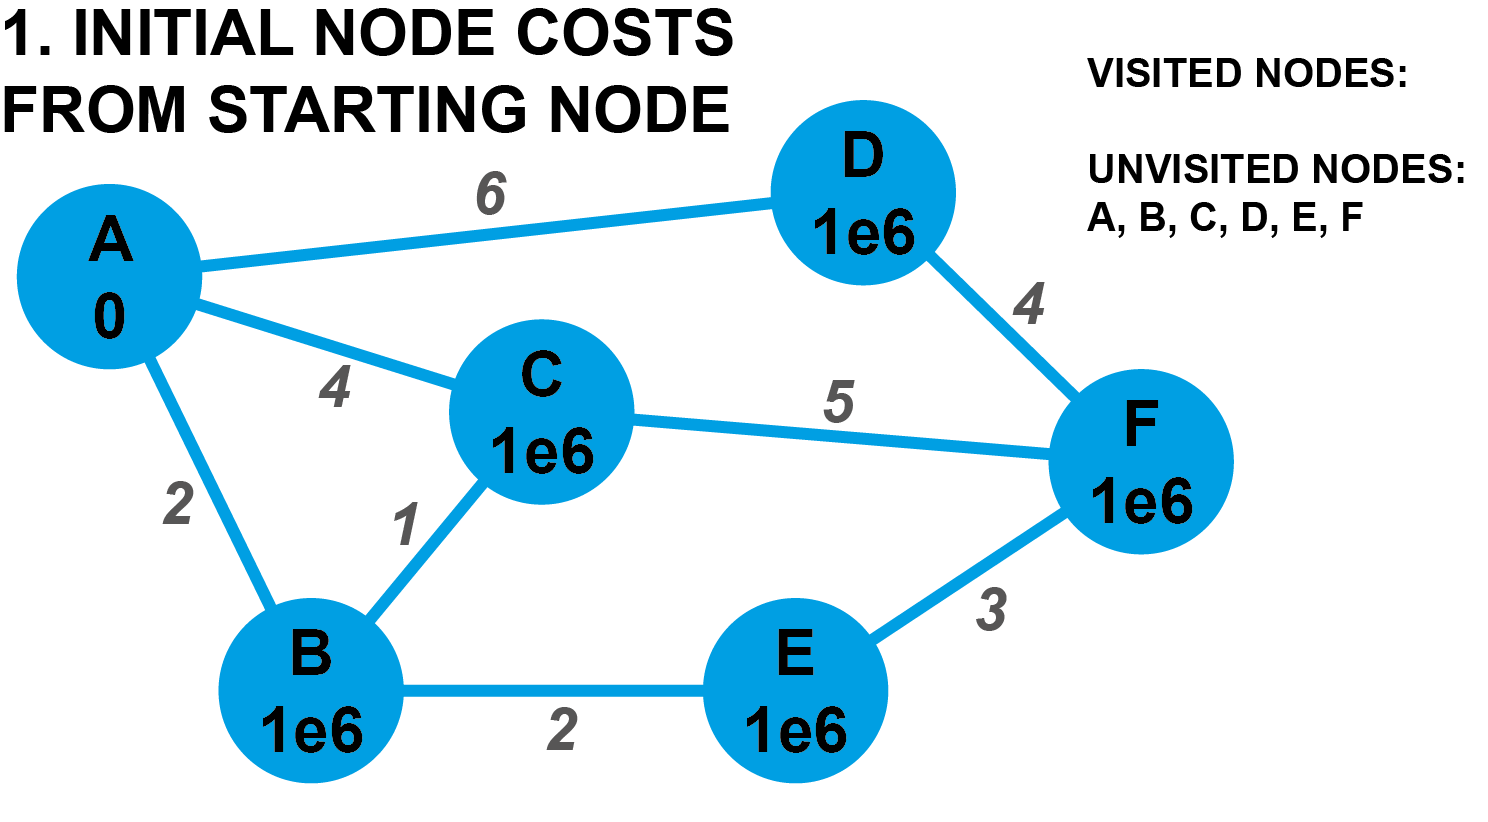 1. INITIAL NODE COSTS
FROM STARTING NODE
VISITED NODES:
UNVISITED NODES:
A, B, C, D, E, F
D
1e6
6
A
0
4
C
1e6
4
5
F
1e6
2
1
3
B
1e6
E
1e6
2